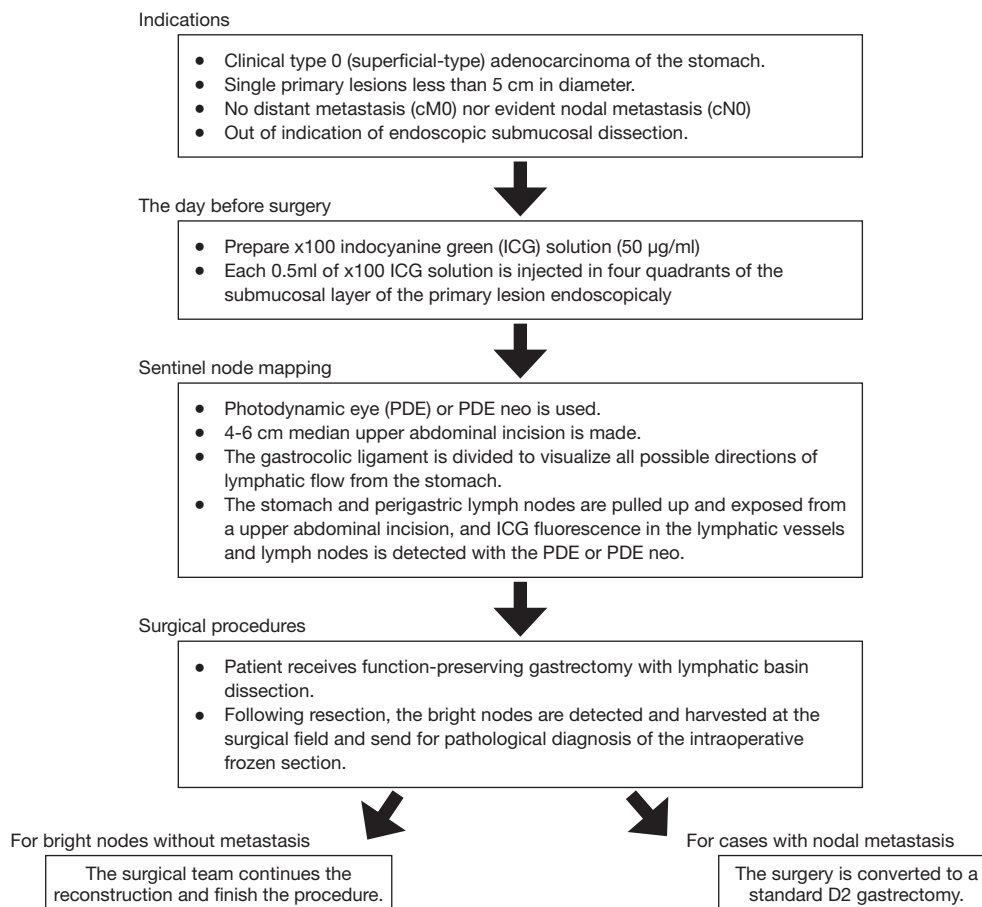 Indications
● Clinical type 0 (superficial-type) adenocarcinoma of the stomach.
● Single primary lesions less than 5 cm in diameter.
● No distant metastasis (cM0) nor evident nodal metastasis (cN0)
● Out of indication of endoscopic submucosal dissection.
The day before surgery
● Prepare x100 indocyanine green (ICG) solution (50 µg/ml)
● Each 0.5ml of x100 ICG solution is injected in four quadrants of the
submucosal layer of the primary lesion endoscopicaly
Sentinel node mapping
● Photodynamic eye (PDE) or PDE neo is used.
● 4-6 cm median upper abdominal incision is made.
● The gastrocolic ligament is divided to visualize all possible directions of
lymphatic flow from the stomach.
● The stomach and perigastric lymph nodes are pulled up and exposed from
a upper abdominal incision, and ICG fluorescence in the lymphatic vessels
and lymph nodes is detected with the PDE or PDE neo.
Surgical procedures
● Patient receives function-preserving gastrectomy with lymphatic basin
dissection.
● Following resection, the bright nodes are detected and harvested at the
surgical field and send for pathological diagnosis of the intraoperative
frozen section.
For bright nodes without metastasis
The surgical team continues the
reconstruction and finish the procedure.
For cases with nodal metastasis
The surgery is converted to a
standard D2 gastrectomy.